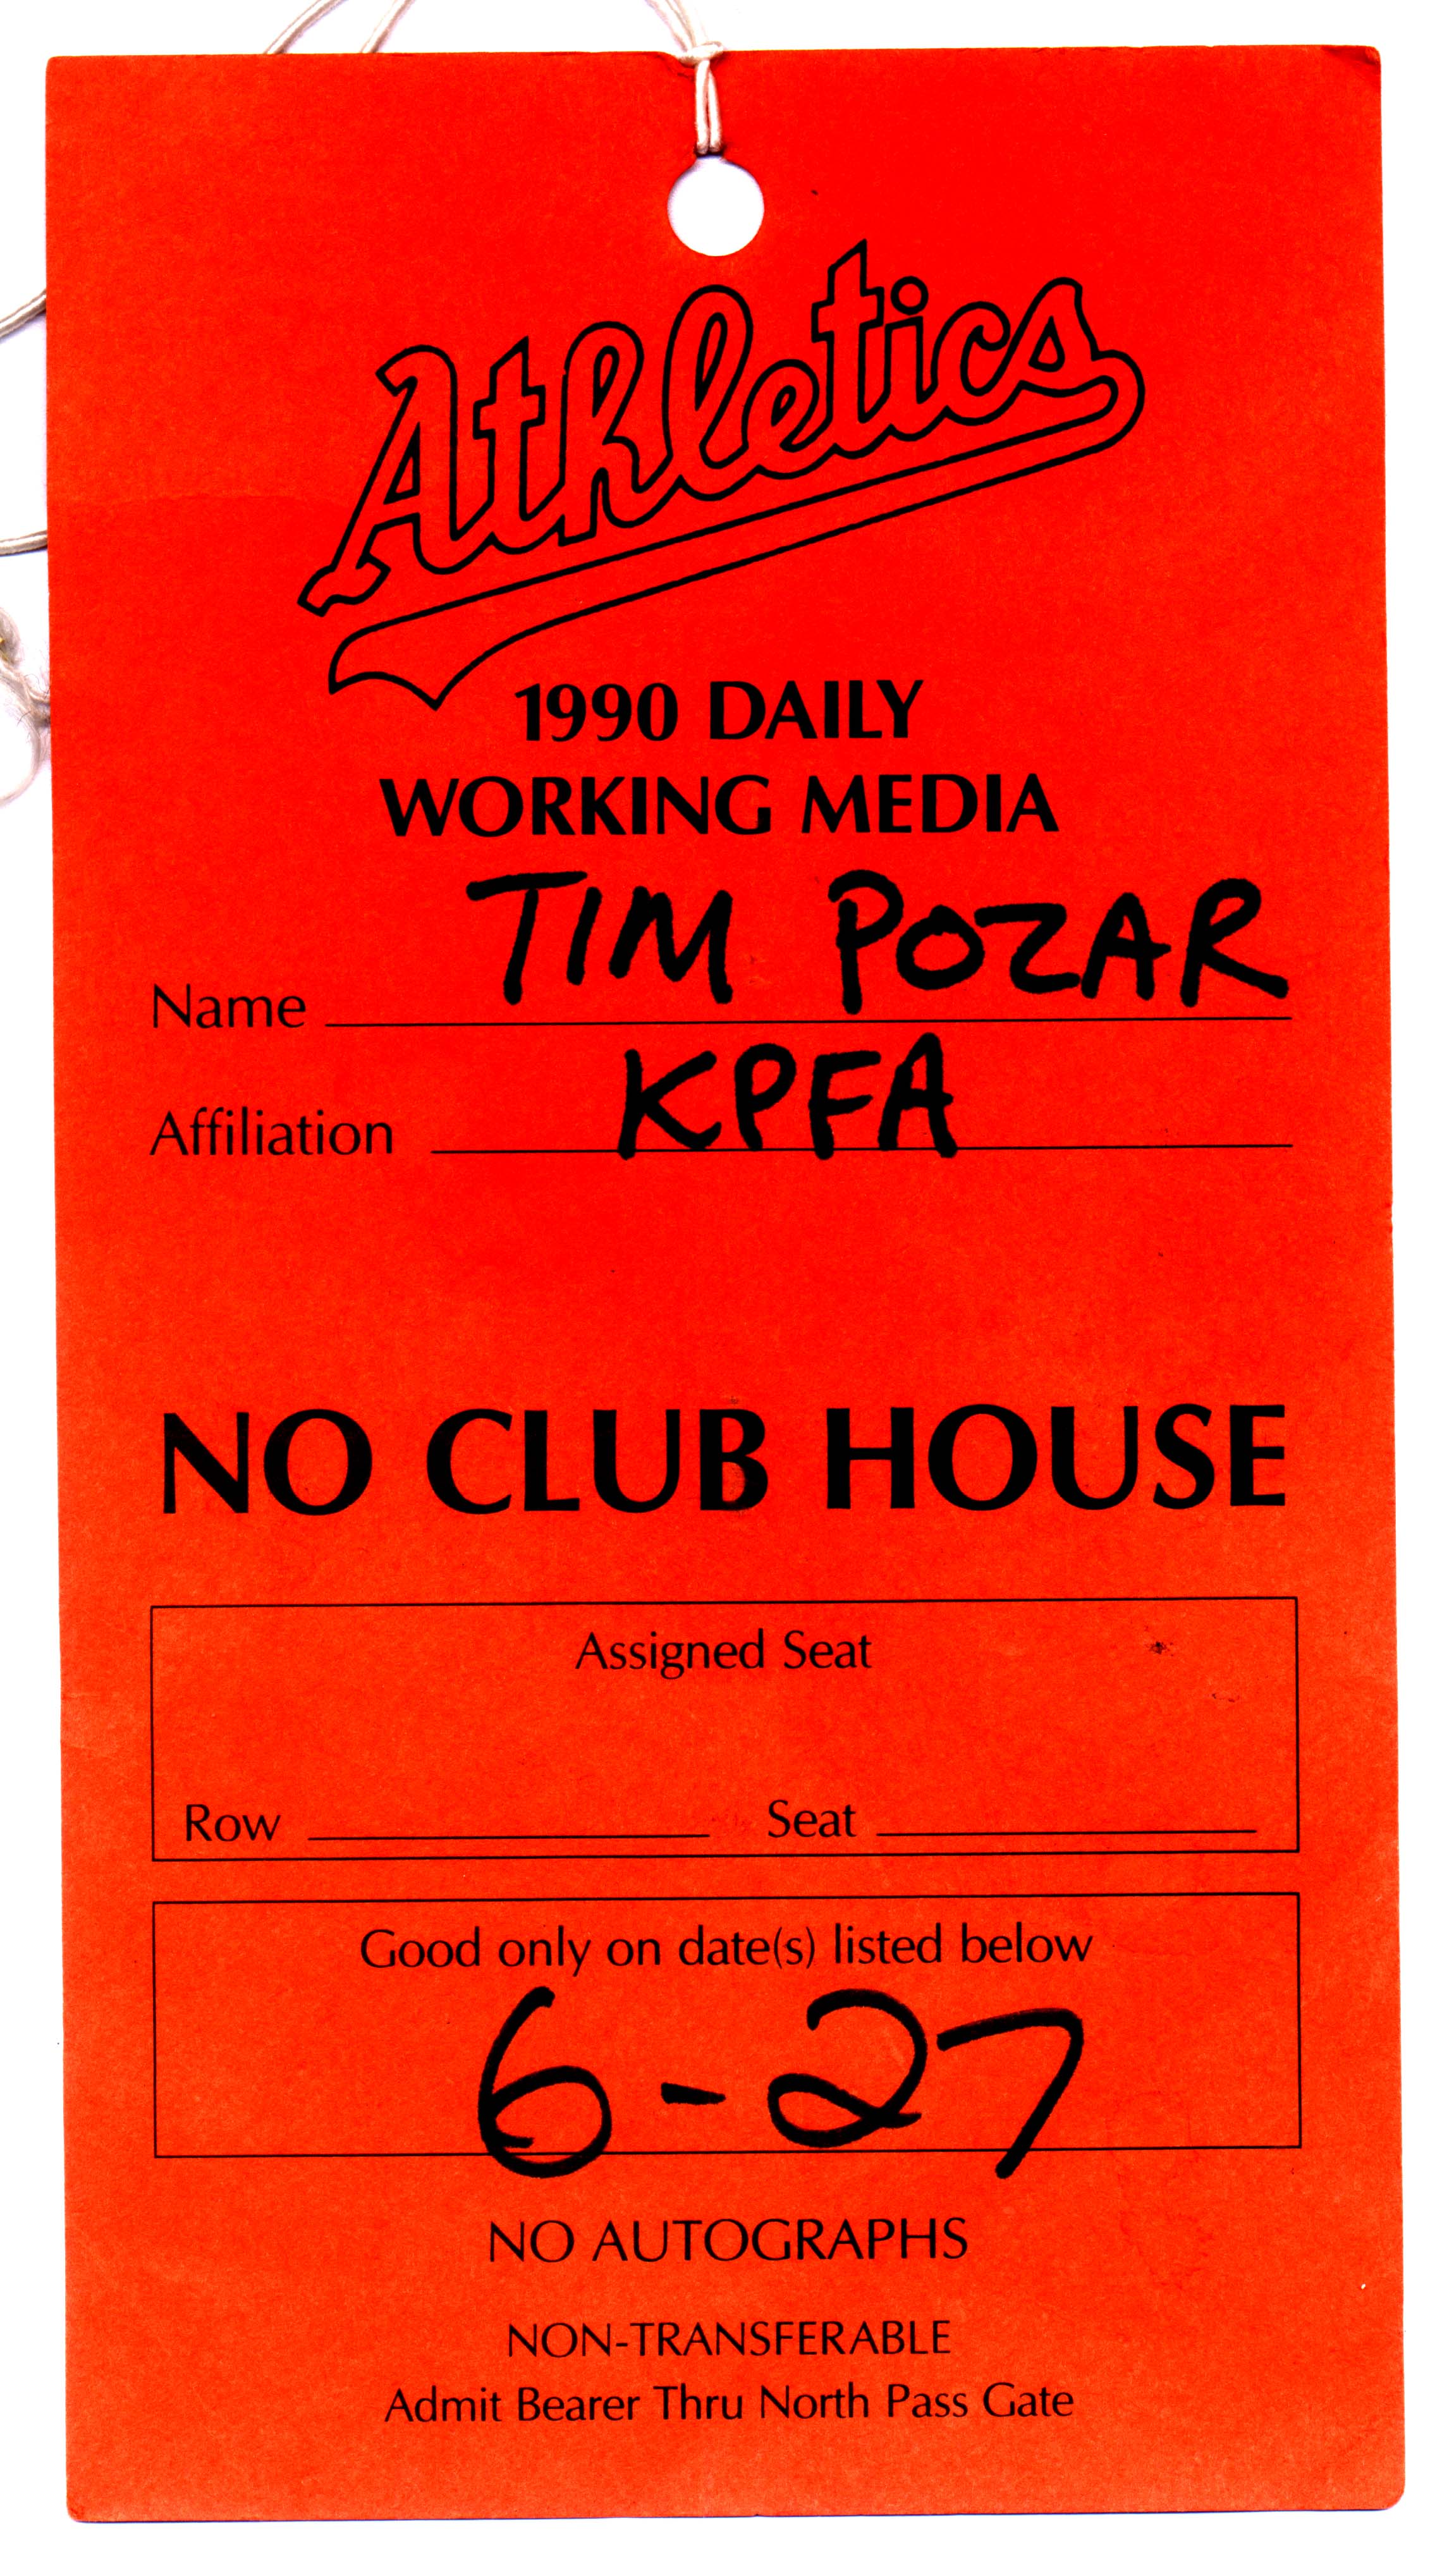 Athletics
1990 DAILY
WORKING MEDIA
Name TIM POZAR
Affiliation KPFA
NO CLUB HOUSE
Assigned Seat
Row Seat
Good only on date(s) listed below
6-27
NO AUTOGRAPHS
NON-TRANSFERABLE
Admit Bearer Thru North Pass Gate